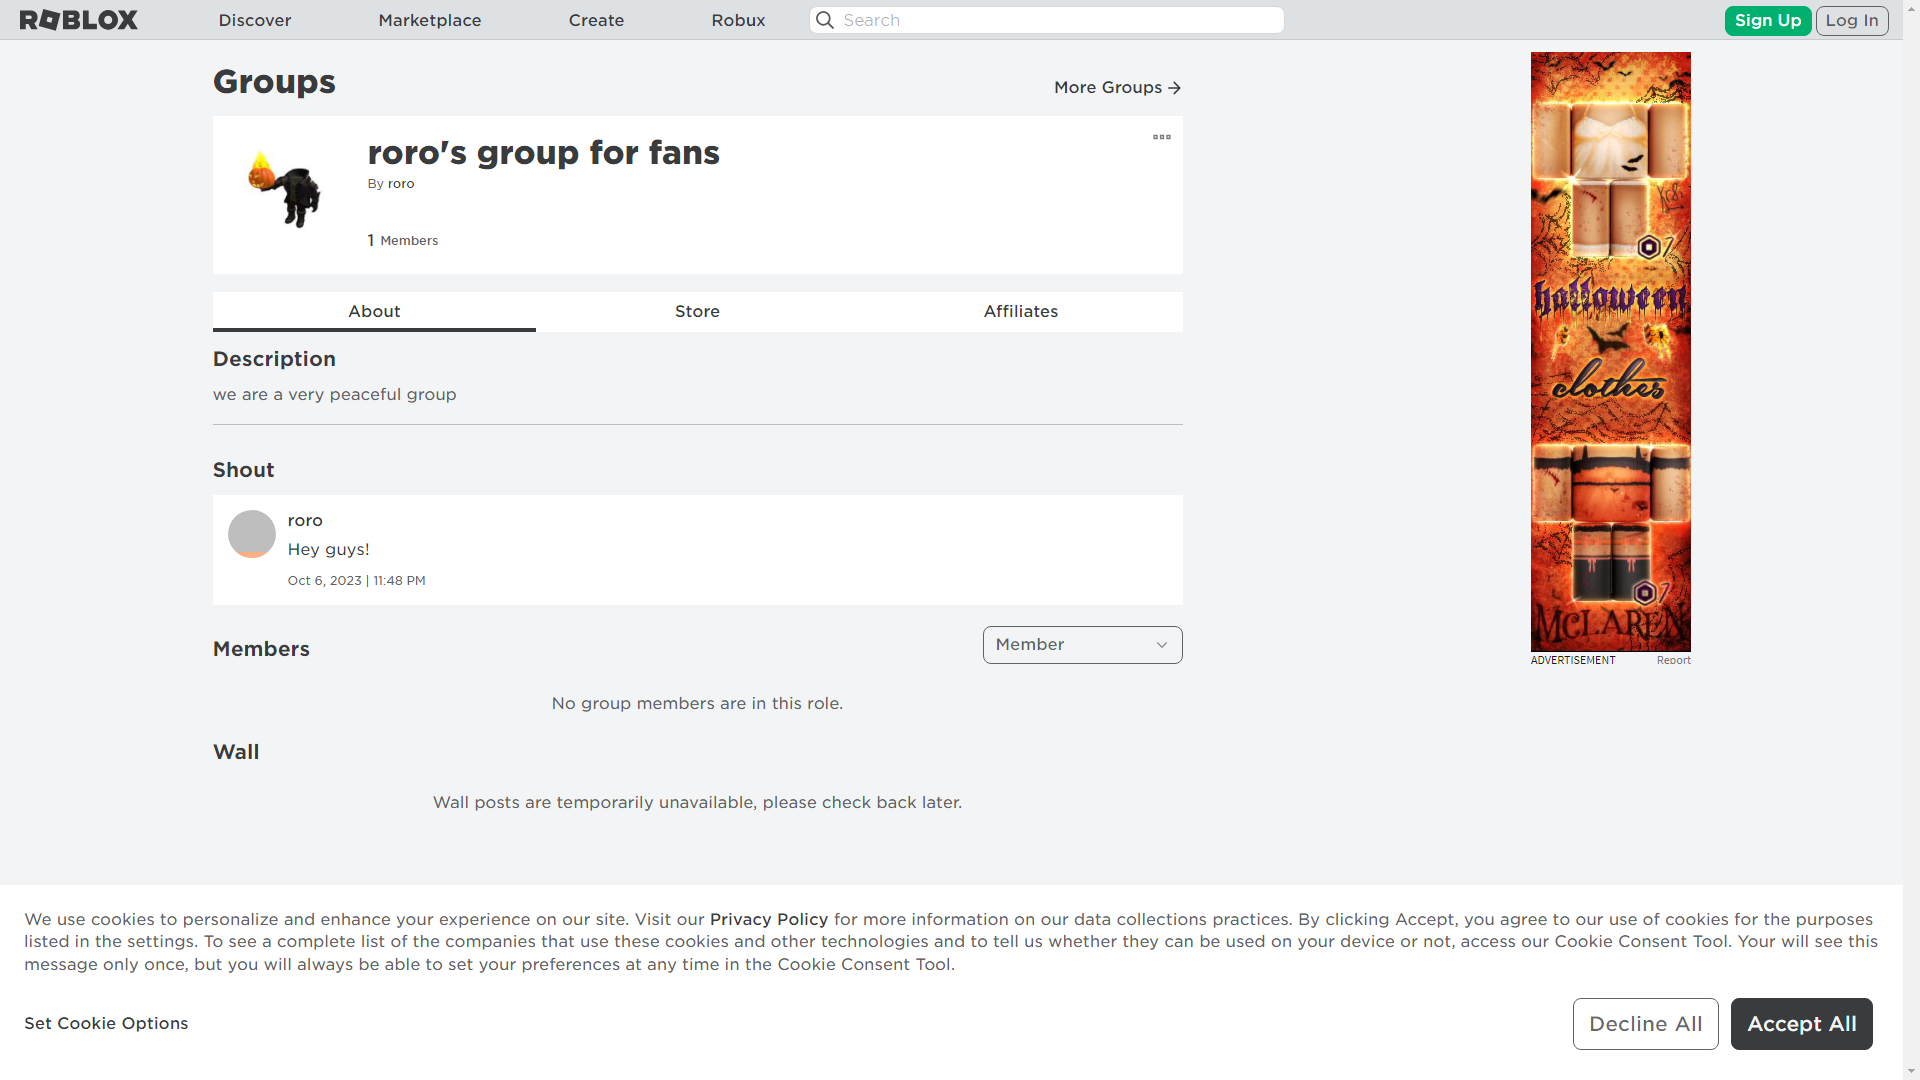 ROBLOX
Discover
Marketplace
Create
Robux
Search
Sign Up
Log In
Groups
More Groups
roro's group for fans
By roro
1 Members
About
Store
Affiliates
Description
we are a very peaceful group
Shout
roro
Hey guys!
Oct 6, 2023 | 11:48 PM
Members
Member
No group members are in this role.
Wall
Wall posts are temporarily unavailable, please check back later.
7
halloween
clothes
7
MCLAREN
ADVERTISEMENT
Report
We use cookies to personalize and enhance your experience on our site. Visit our Privacy Policy for more information on our data collections practices. By clicking Accept, you agree to our use of cookies for the purposes
listed in the settings. To see a complete list of the companies that use these cookies and other technologies and to tell us whether they can be used on your device or not, access our Cookie Consent Tool. Your will see this
message only once, but you will always be able to set your preferences at any time in the Cookie Consent Tool.
Set Cookie Options
Decline All
Accept All